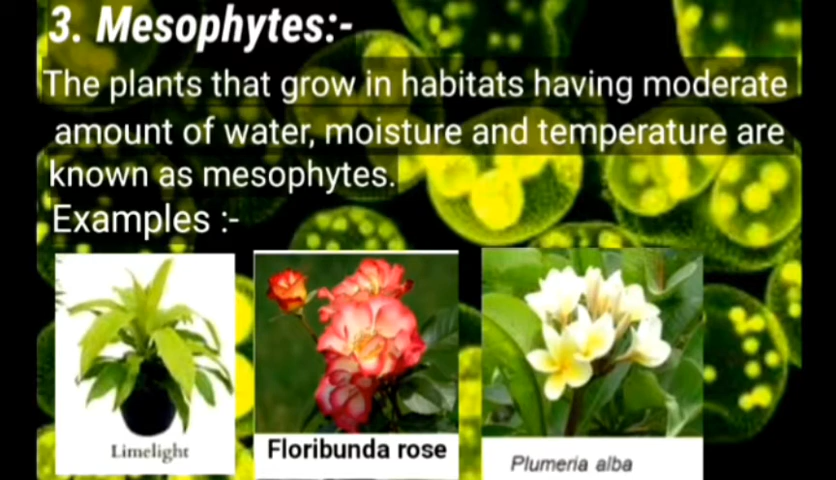 3. Mesophytes:-
The plants that grow in habitats having moderate
amount of water, moisture and temperature are
known as mesophytes.
Examples :-
Limelight
Floribunda rose
Plumeria alba